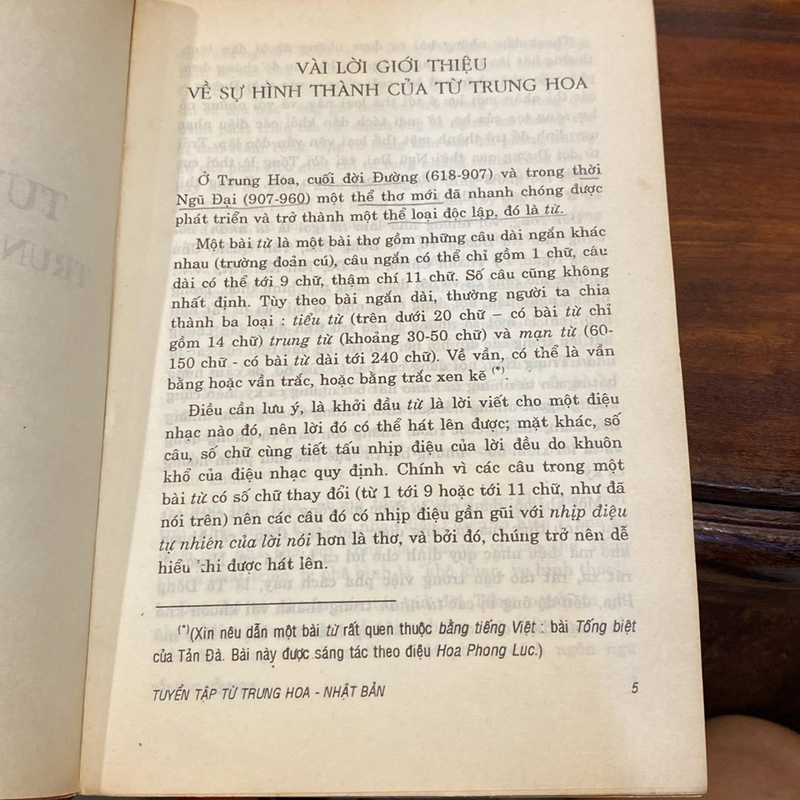 VÀI LỜI GIỚI THIỆU
VỀ SỰ HÌNH THÀNH CỦA TỪ TRUNG HOA
Ở Trung Hoa, cuối đời Đường (618-907) và trong thời
Ngũ Đại (907-960) một thể thơ mới đã nhanh chóng được
phát triển và trở thành một thể loại độc lập, đó là từ.
Một bài từ là một bài thơ gồm những câu dài ngắn khác
nhau (trường đoản cú), câu ngắn có thể chỉ gồm 1 chữ, câu
dài có thể tới 9 chữ, thậm chí 11 chữ. Số câu cũng không
nhất định. Tùy theo bài ngắn dài, thường người ta chia
thành ba loại : tiểu từ (trên dưới 20 chữ – có bài từ chỉ
gồm 14 chữ) trung từ (khoảng 30-50 chữ) và mạn từ (60-
150 chữ - có bài từ dài tới 240 chữ). Về vần, có thể là vần
bằng hoặc vần trắc, hoặc bằng trắc xen kẽ (*).
Điều cần lưu ý, là khởi đầu từ là lời viết cho một điệu
nhạc nào đó, nên lời đó có thể hát lên được; mặt khác, số
câu, số chữ cùng tiết tấu nhịp điệu của lời đều do khuôn
khổ của điệu nhạc quy định. Chính vì các câu trong một
bài từ có số chữ thay đổi (từ 1 tới 9 hoặc tới 11 chữ, như đã
nói trên) nên các câu đó có nhịp điệu gần gũi với nhịp điệu
tự nhiên của lời nói hơn là thơ, và bởi đó, chúng trở nên dễ
hiểu khi được hát lên.
(*)(Xin nêu dẫn một bài từ rất quen thuộc bằng tiếng Việt : bài Tống biệt
của Tản Đà. Bài này được sáng tác theo điệu Hoa Phong Lục.)
TUYỂN TẬP TỪ TRUNG HOA - NHẬT BẢN 5